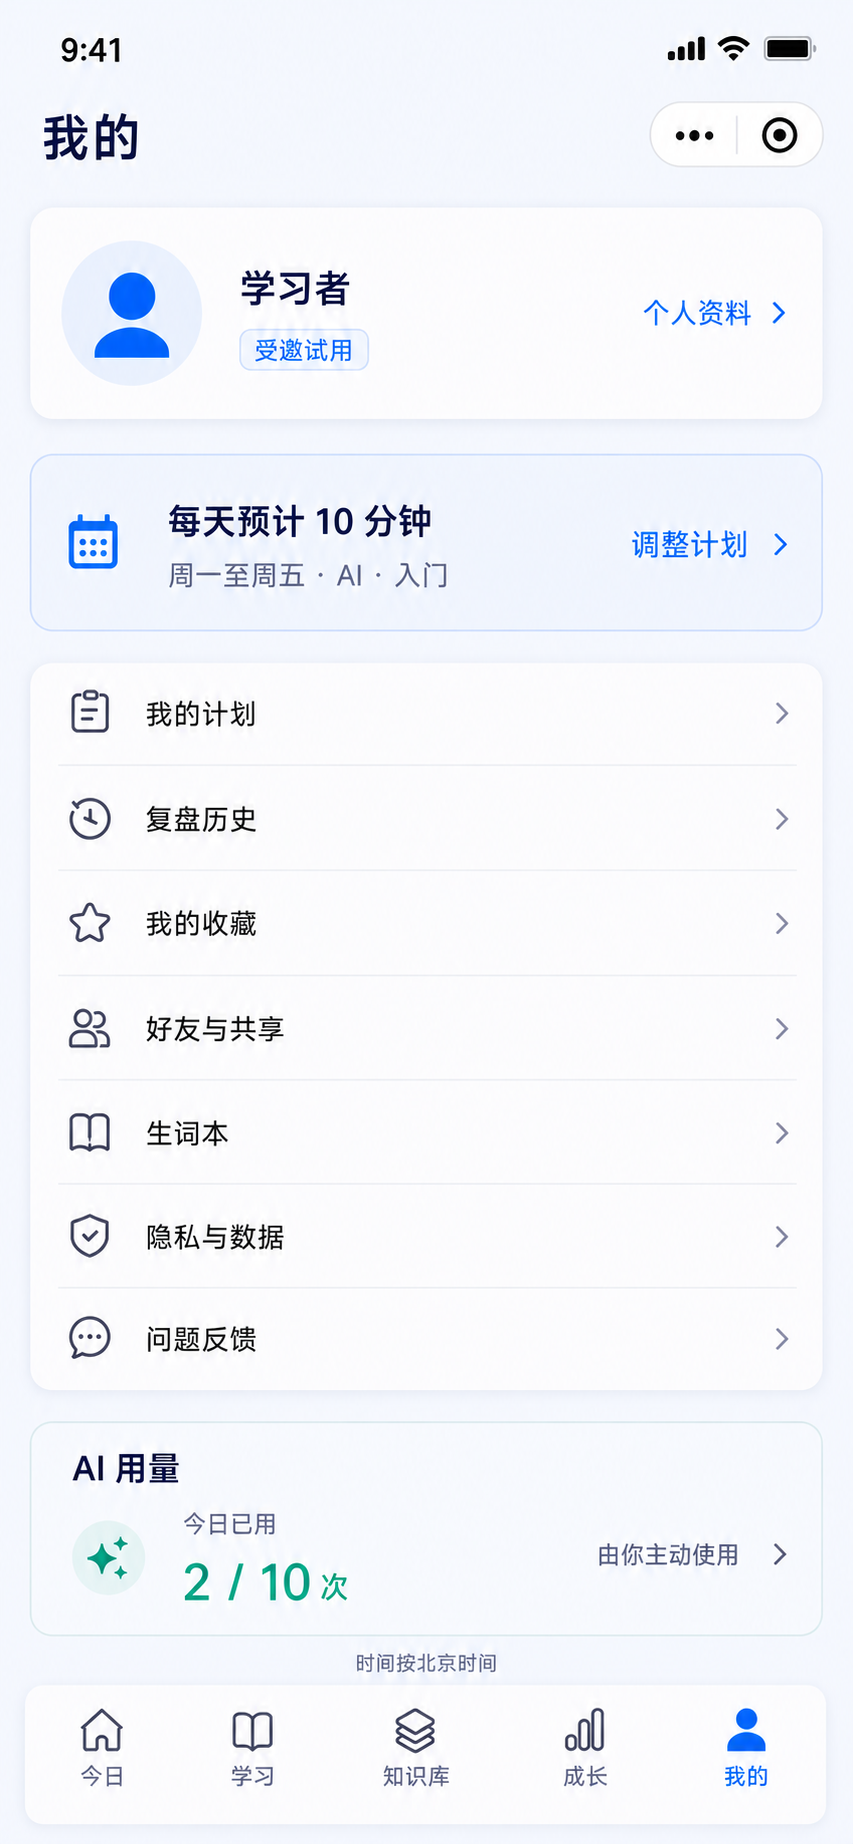 9:41
我的
学习者
受邀试用
个人资料
每天预计 10 分钟
周一至周五 · AI · 入门
调整计划
我的计划
复盘历史
我的收藏
好友与共享
生词本
隐私与数据
问题反馈
AI 用量
今日已用
2 / 10 次
由你主动使用
时间按北京时间
今日
学习
知识库
成长
我的